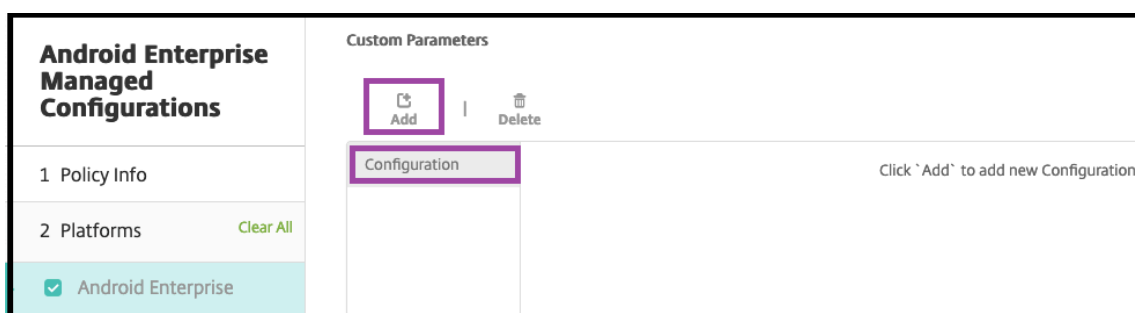 Android Enterprise
Managed
Configurations
1 Policy Info
2 Platforms
Clear All
Android Enterprise
Custom Parameters
Add
Delete
Configuration
Click `Add` to add new Configuration